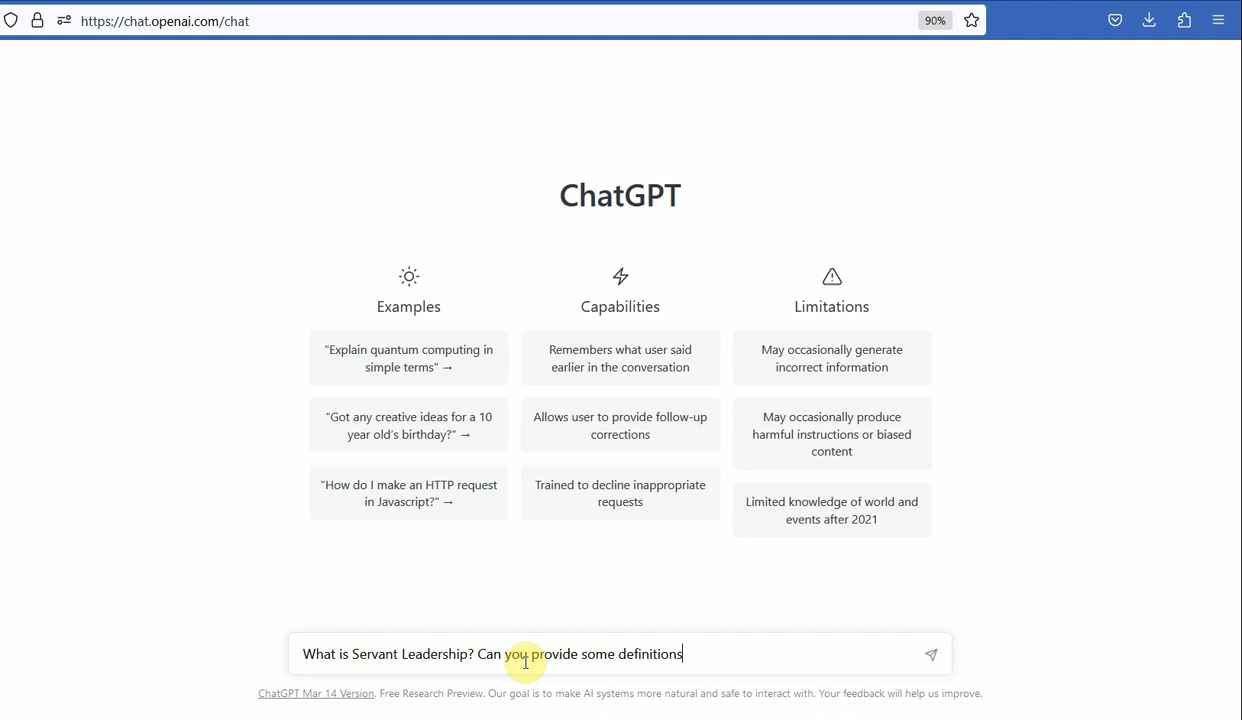 https://chat.openai.com/chat
90%
ChatGPT
Examples
Capabilities
Limitations
"Explain quantum computing in
simple terms" →
Remembers what user said
earlier in the conversation
May occasionally generate
incorrect information
"Got any creative ideas for a 10
year old's birthday?" →
Allows user to provide follow-up
corrections
May occasionally produce
harmful instructions or biased
content
"How do I make an HTTP request
in Javascript?" →
Trained to decline inappropriate
requests
Limited knowledge of world and
events after 2021
What is Servant Leadership? Can you provide some definitions
ChatGPT Mar 14 Version. Free Research Preview. Our goal is to make AI systems more natural and safe to interact with. Your feedback will help us improve.